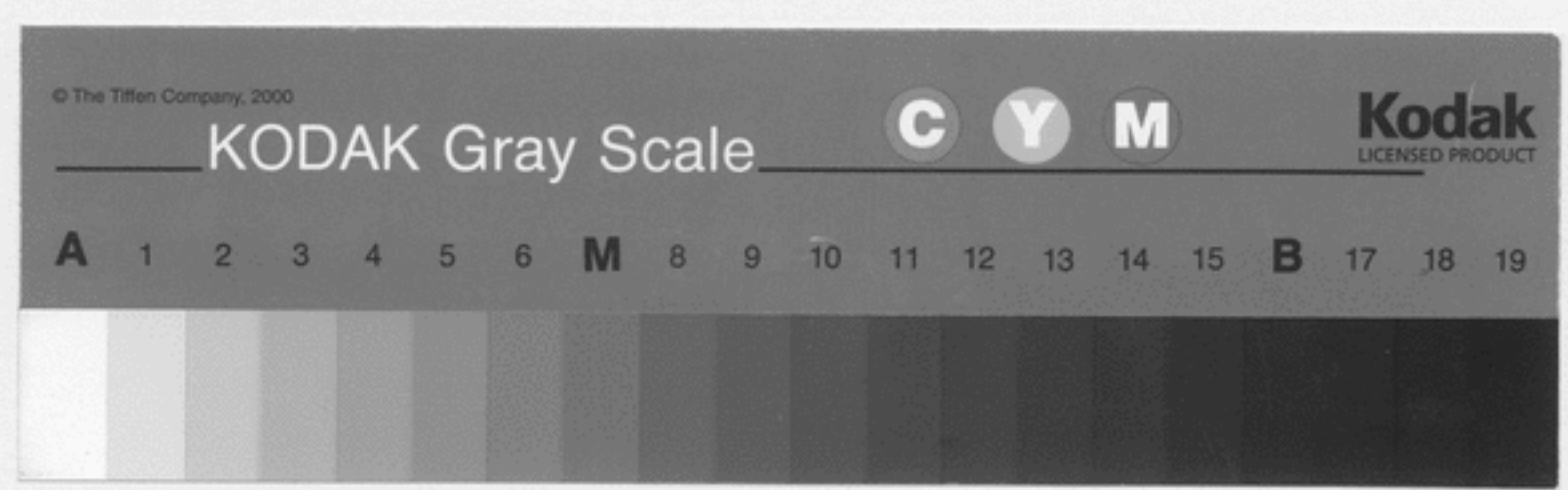 © The Tiffen Company, 2000
KODAK Gray Scale
C Y M
Kodak
LICENSED PRODUCT
A 1 2 3 4 5 6 M 8 9 10 11 12 13 14 15 B 17 18 19